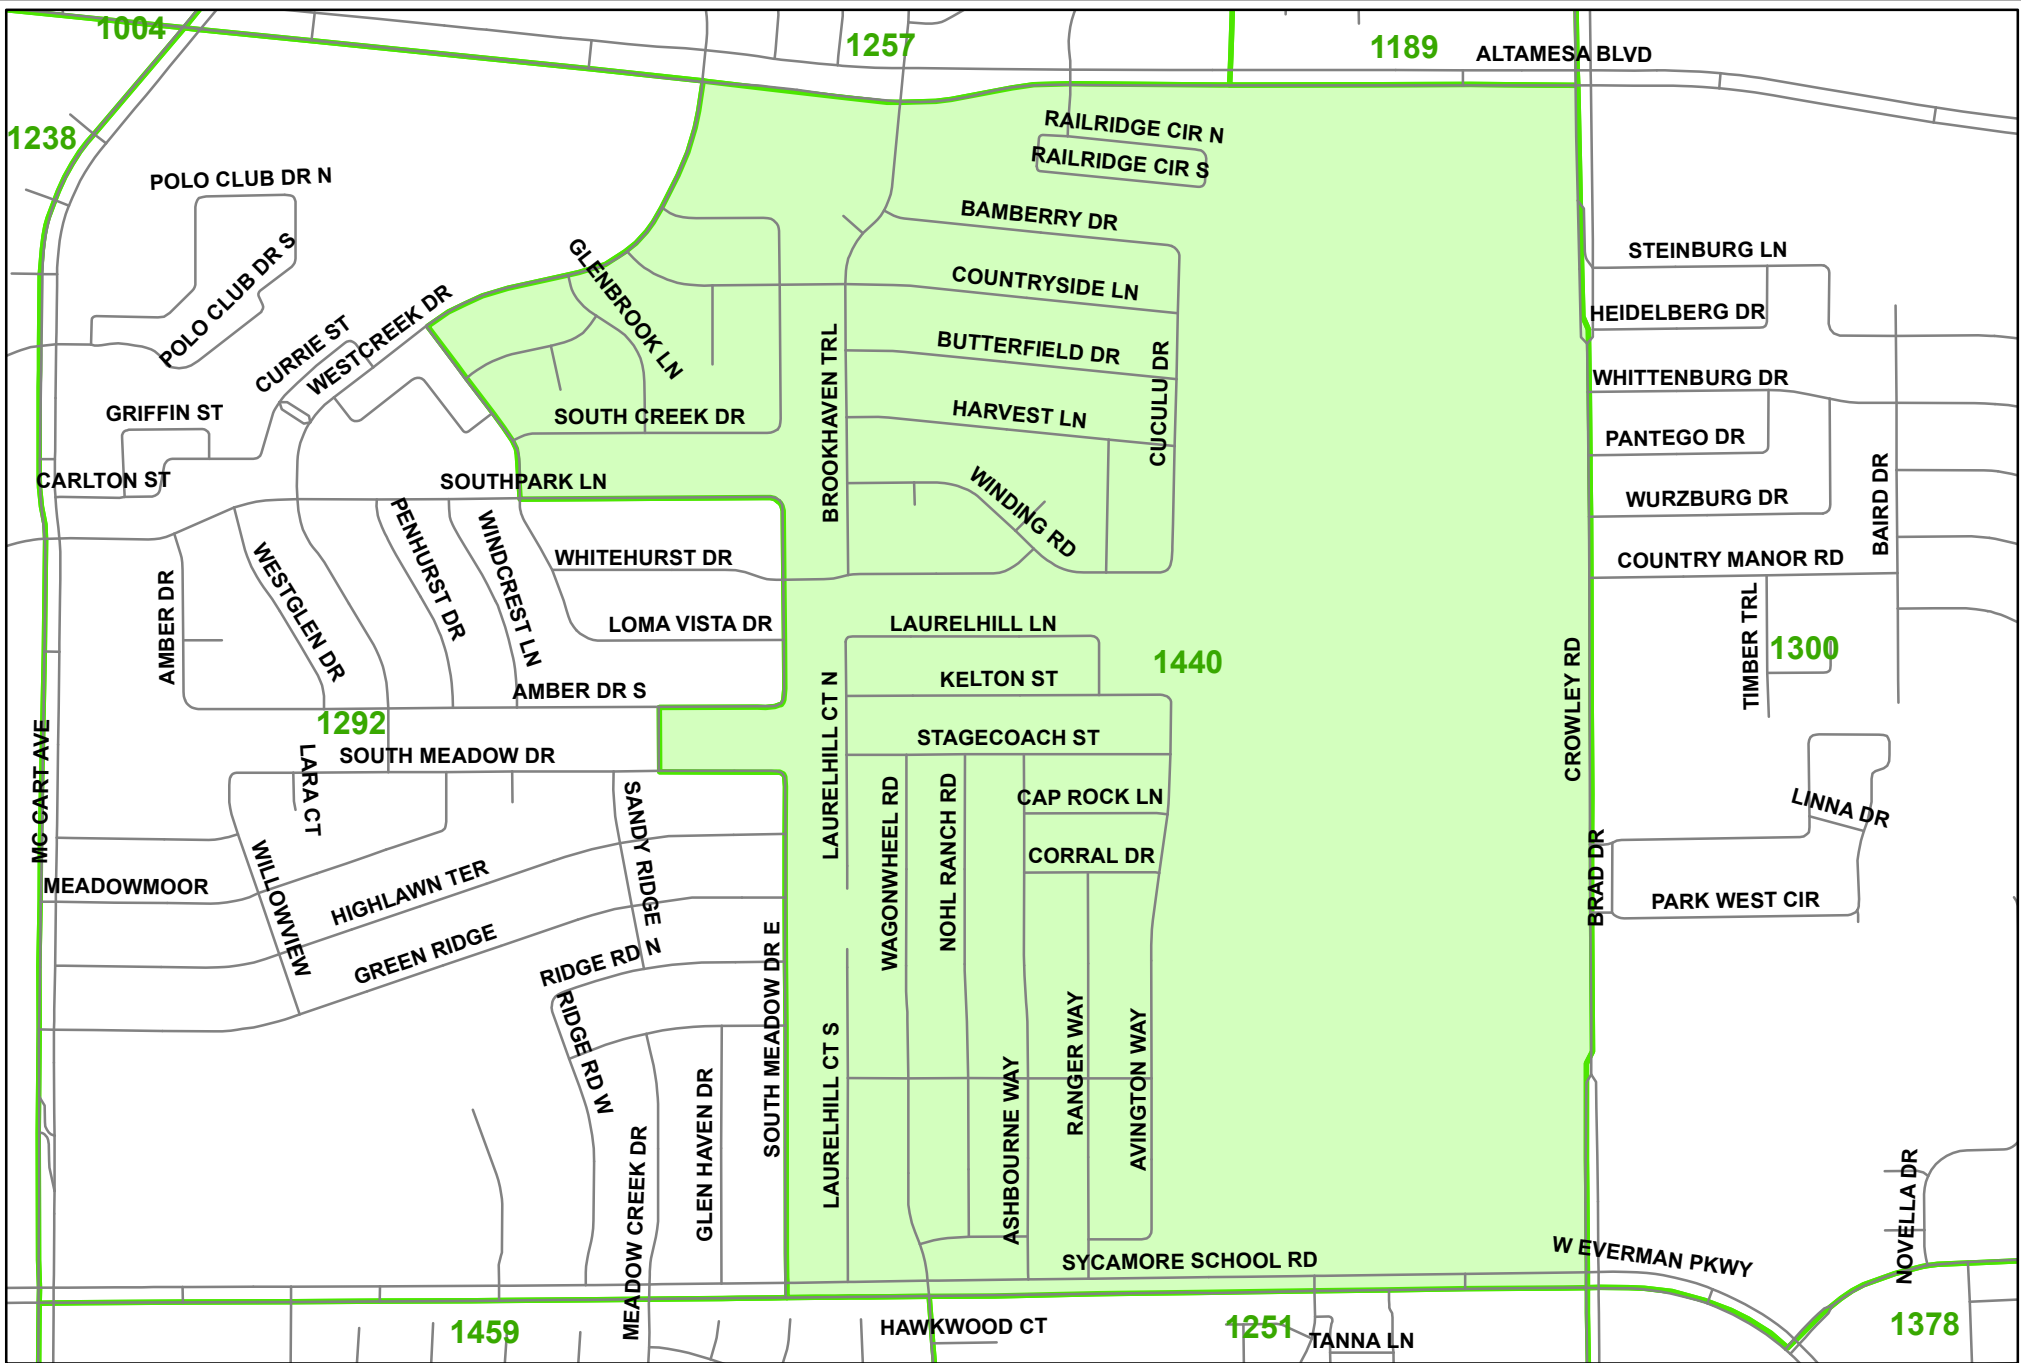 1004
1257
1189
ALTAMESA BLVD
1238
RAILRIDGE CIR N
RAILRIDGE CIR S
POLO CLUB DR N
POLO CLUB DR S
BAMBERRY DR
STEINBURG LN
GLENBROOK LN
COUNTRYSIDE LN
HEIDELBERG DR
CURRIE ST
WESTCREEK DR
BROOKHAVEN TRL
BUTTERFIELD DR
CUCULU DR
WHITTENBURG DR
GRIFFIN ST
SOUTH CREEK DR
HARVEST LN
PANTEGO DR
CARLTON ST
SOUTHPARK LN
WINDING RD
WURZBURG DR
BAIRD DR
PENHURST DR
WINDCREST LN
WESTGLEN DR
WHITEHURST DR
COUNTRY MANOR RD
AMBER DR
LOMA VISTA DR
LAURELHILL LN
TIMBER TRL
1300
1440
KELTON ST
AMBER DR S
1292
CROWLEY RD
LAURELHILL CT N
STAGECOACH ST
MC CART AVE
LARA CT
SOUTH MEADOW DR
SANDY RIDGE
WAGONWHEEL RD
NOHL RANCH RD
CAP ROCK LN
LINNA DR
CORRAL DR
BRAD DR
MEADOWMOOR
WILLOWVIEW
HIGHLAWN TER
PARK WEST CIR
GREEN RIDGE
RIDGE RD N
SOUTH MEADOW DR E
RIDGE RD W
LAURELHILL CT S
RANGER WAY
AVINGTON WAY
ASHBOURNE WAY
GLEN HAVEN DR
MEADOW CREEK DR
NOVELLA DR
SYCAMORE SCHOOL RD
W EVERMAN PKWY
1459
HAWKWOOD CT
1251
TANNA LN
1378